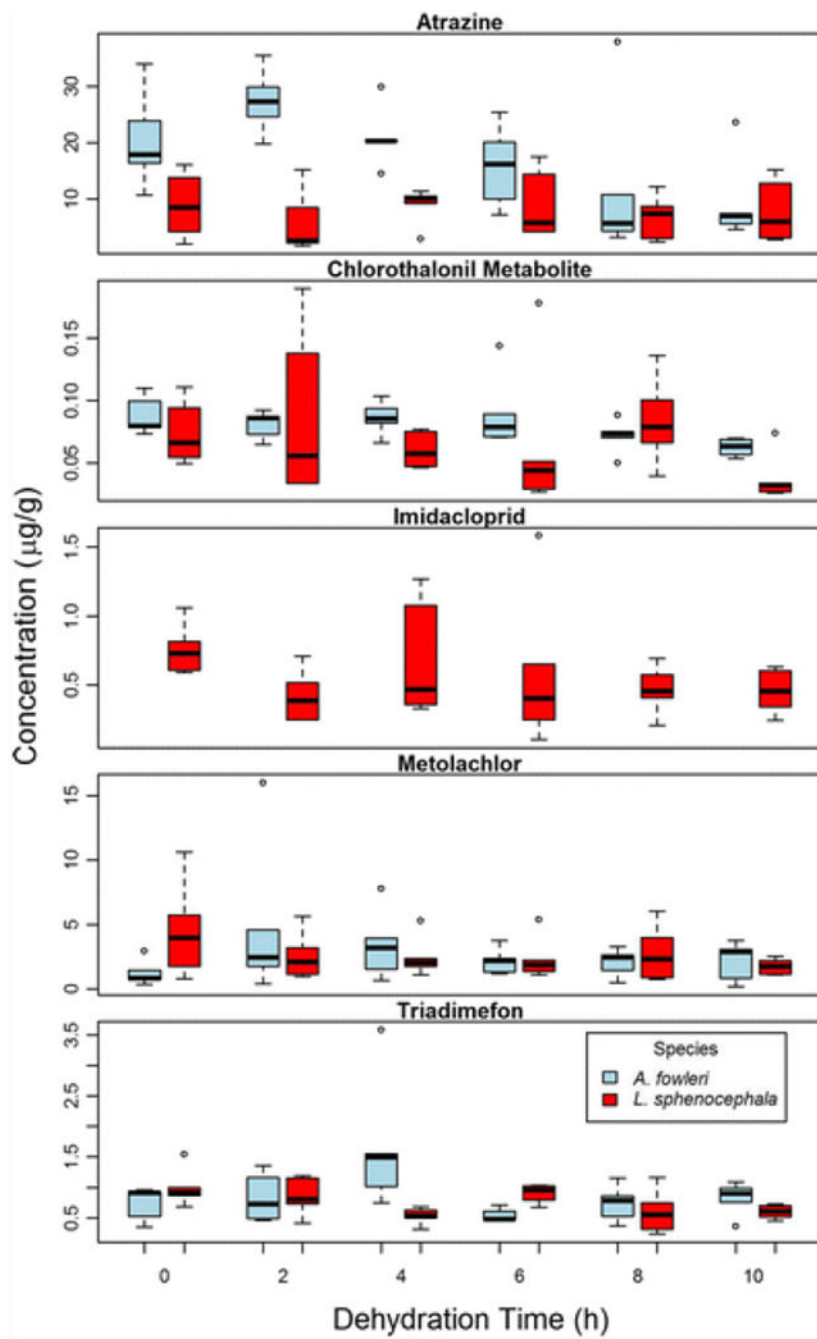 Atrazine
30
20
10
Chlorothalonil Metabolite
0.15
0.10
0.05
Imidacloprid
1.5
1.0
0.5
Concentration (µg/g)
Metolachlor
15
10
5
0
Triadimefon
3.5
2.5
1.5
0.5
Species
A. fowleri
L. sphenocephala
0 2 4 6 8 10
Dehydration Time (h)